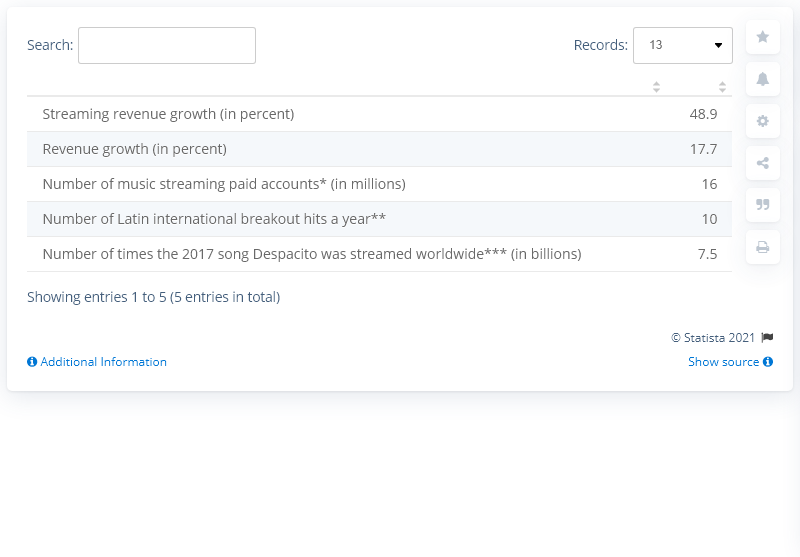 Search:
Records: 13
Streaming revenue growth (in percent) 48.9
Revenue growth (in percent) 17.7
Number of music streaming paid accounts* (in millions) 16
Number of Latin international breakout hits a year** 10
Number of times the 2017 song Despacito was streamed worldwide*** (in billions) 7.5
Showing entries 1 to 5 (5 entries in total)
© Statista 2021
Additional Information
Show source